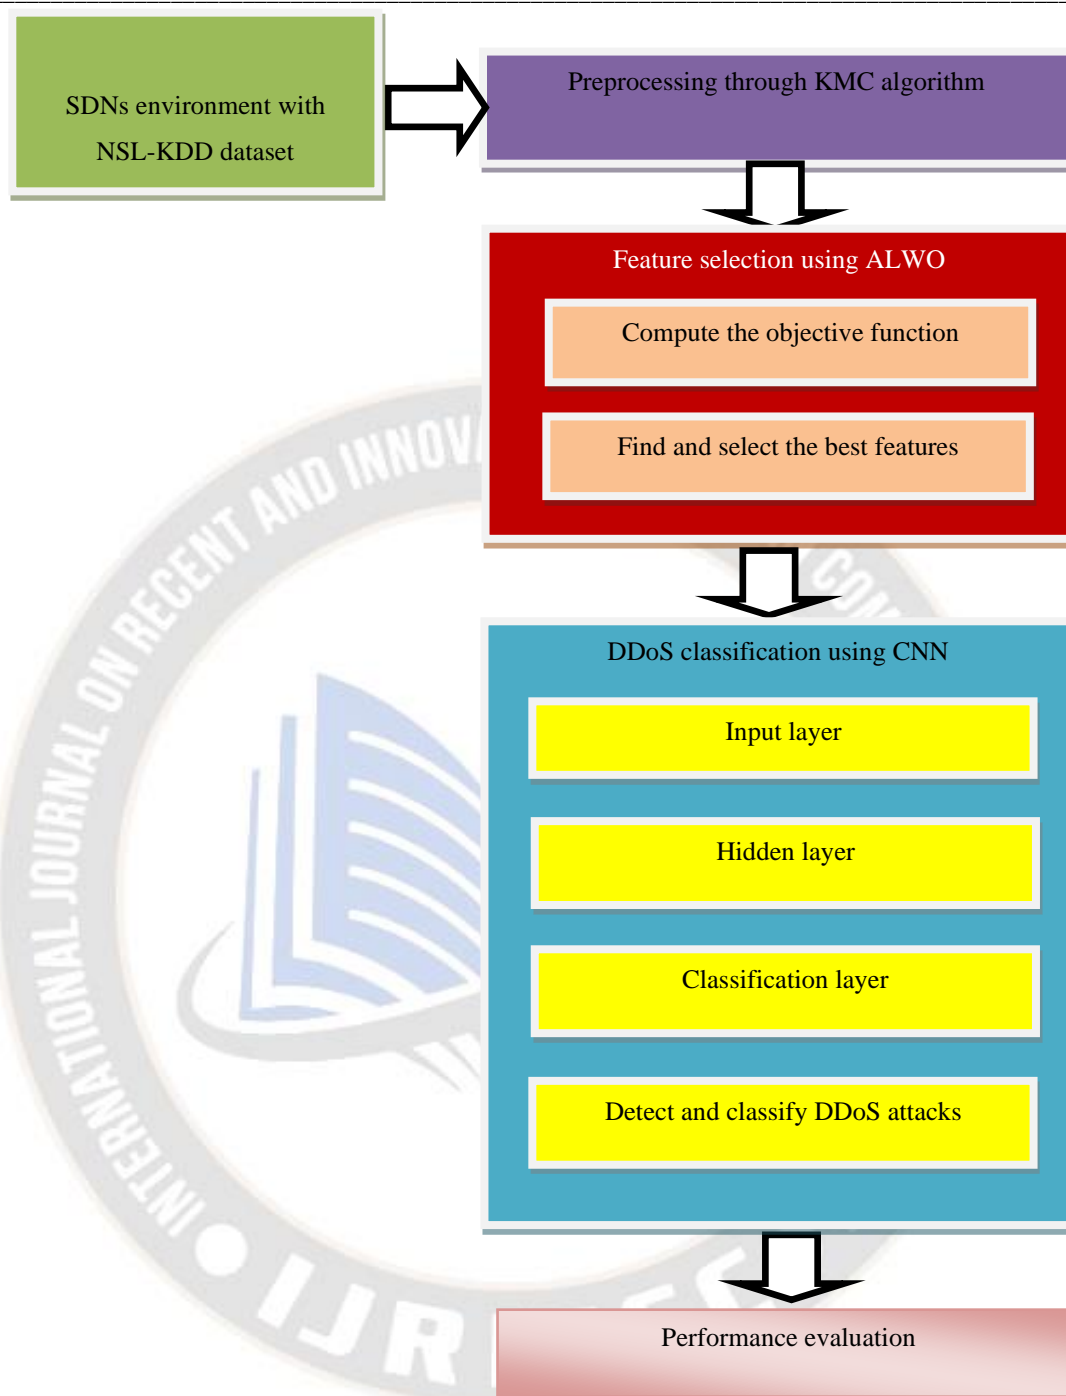 SDNs environment with
NSL-KDD dataset
Preprocessing through KMC algorithm
Feature selection using ALWO
Compute the objective function
Find and select the best features
DDoS classification using CNN
Input layer
Hidden layer
Classification layer
Detect and classify DDoS attacks
Performance evaluation
INTERNATIONAL JOURNAL ON RECENT AND